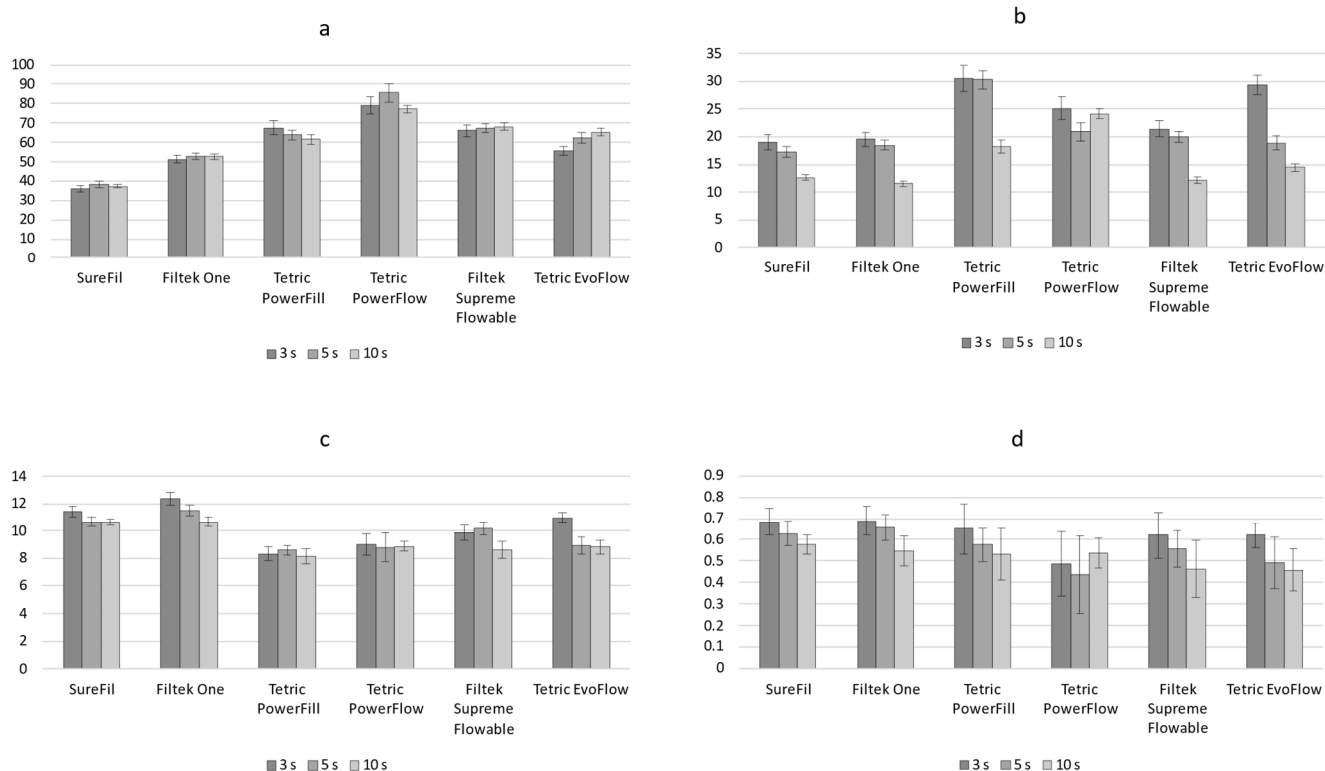 a
100
90
80
70
60
50
40
30
20
10
0
SureFil
Filtek One
Tetric
PowerFill
Tetric
PowerFlow
Filtek
Supreme
Flowable
Tetric EvoFlow
3 s
5 s
10 s
b
35
30
25
20
15
10
5
0
SureFil
Filtek One
Tetric
PowerFill
Tetric
PowerFlow
Filtek
Supreme
Flowable
Tetric EvoFlow
3 s
5 s
10 s
c
14
12
10
8
6
4
2
0
SureFil
Filtek One
Tetric
PowerFill
Tetric
PowerFlow
Filtek
Supreme
Flowable
Tetric EvoFlow
3 s
5 s
10 s
d
0.9
0.8
0.7
0.6
0.5
0.4
0.3
0.2
0.1
0
SureFil
Filtek One
Tetric
PowerFill
Tetric
PowerFlow
Filtek
Supreme
Flowable
Tetric EvoFlow
3 s
5 s
10 s